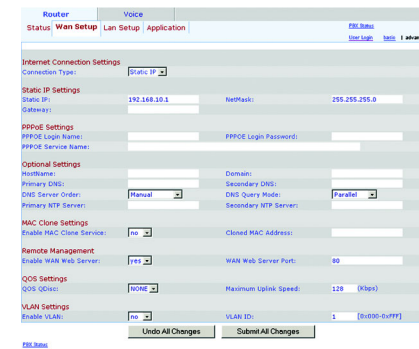 Router Voice
Status Wan Setup Lan Setup Application
PBX Status
User Login basic | advan
Internet Connection Settings
Connection Type: Static IP
Static IP Settings
Static IP: 192.168.10.1 NetMask: 255.255.255.0
Gateway:
PPPoE Settings
PPPOE Login Name: PPPOE Login Password:
PPPOE Service Name:
Optional Settings
HostName: Domain:
Primary DNS: Secondary DNS:
DNS Server Order: Manual DNS Query Mode: Parallel
Primary NTP Server: Secondary NTP Server:
MAC Clone Settings
Enable MAC Clone Service: no Cloned MAC Address:
Remote Management
Enable WAN Web Server: yes WAN Web Server Port: 80
QOS Settings
QOS QDisc: NONE Maximum Uplink Speed: 128 (Kbps)
VLAN Settings
Enable VLAN: no VLAN ID: 1 [0x000-0xFFF]
Undo All Changes Submit All Changes
PBX Status